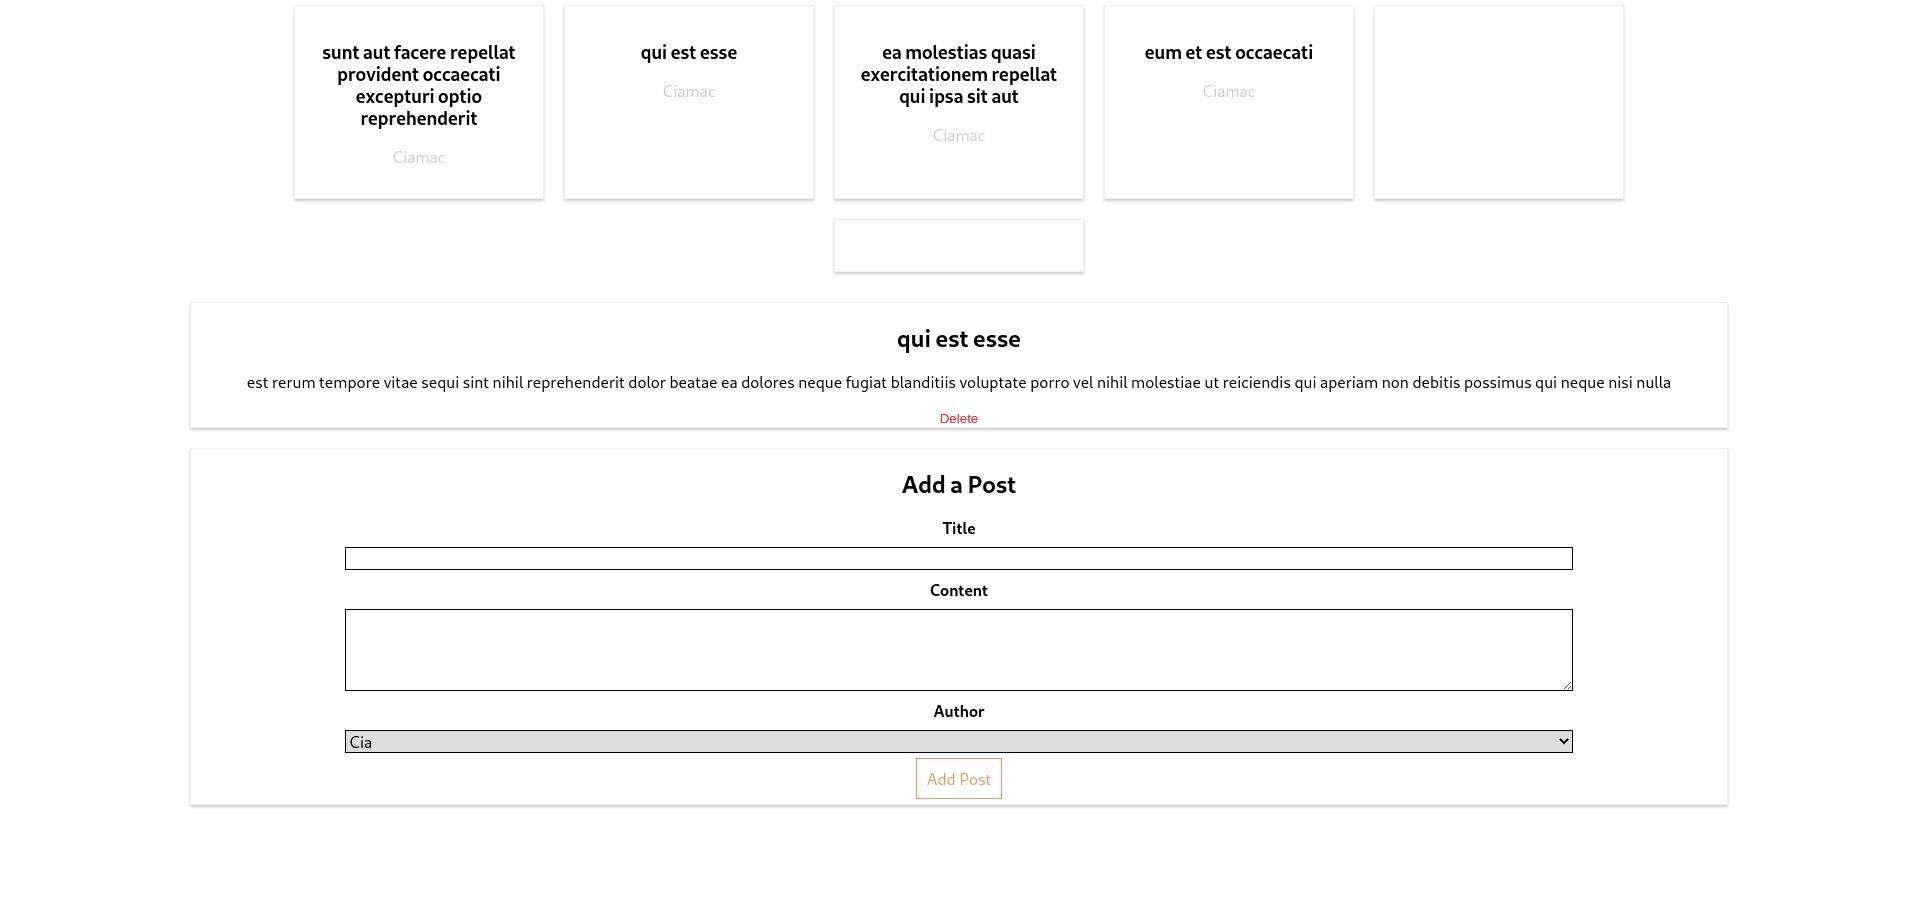 sunt aut facere repellat
provident occaecati
excepturi optio
reprehenderit
Ciamac
qui est esse
Ciamac
ea molestias quasi
exercitationem repellat
qui ipsa sit aut
Ciamac
eum et est occaecati
Ciamac
qui est esse
est rerum tempore vitae sequi sint nihil reprehenderit dolor beatae ea dolores neque fugiat blanditiis voluptate porro vel nihil molestiae ut reiciendis qui aperiam non debitis possimus qui neque nisi nulla
Delete
Add a Post
Title
Content
Author
Cia
Add Post